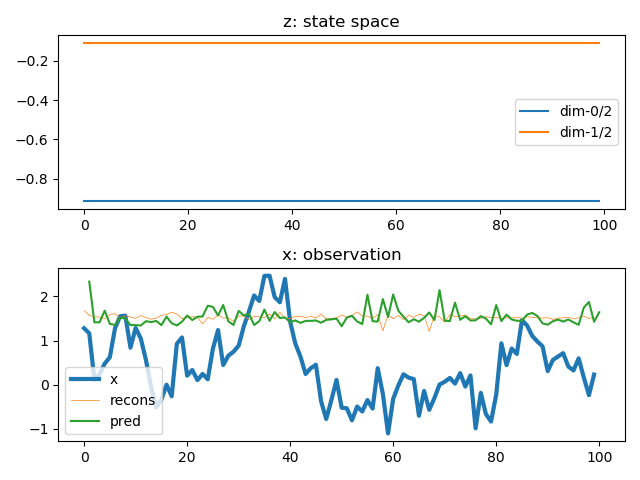 z: state space
−0.2
−0.4
−0.6
−0.8
dim-0/2
dim-1/2
0 20 40 60 80 100
x: observation
2
1
0
−1
x
recons
pred
0 20 40 60 80 100